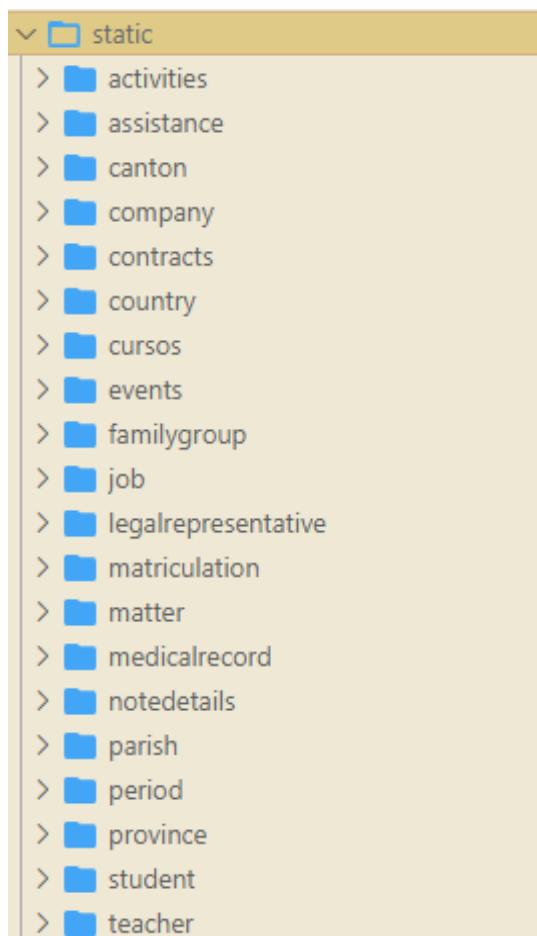 static
activities
assistance
canton
company
contracts
country
cursos
events
familygroup
job
legalrepresentative
matriculation
matter
medicalrecord
notedetails
parish
period
province
student
teacher